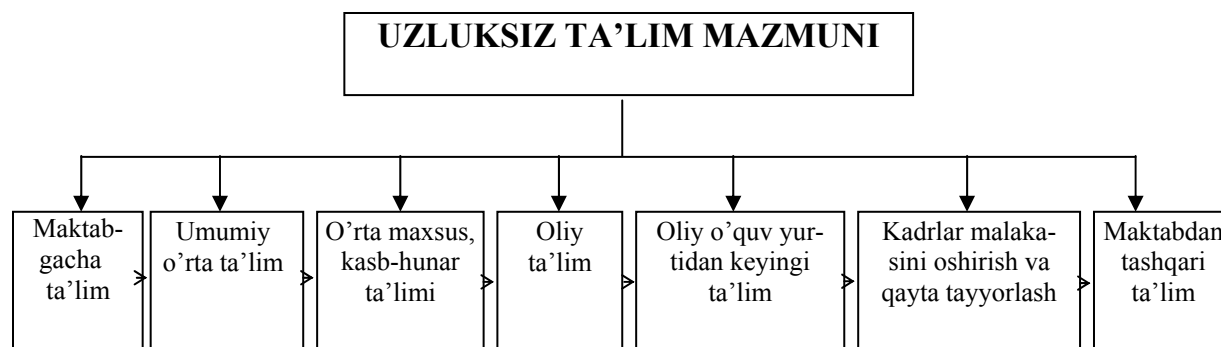 UZLUKSIZ TA’LIM MAZMUNI
Maktab-
gacha
ta’lim
Umumiy
o’rta ta’lim
O’rta maxsus,
kasb-hunar
ta’limi
Oliy
ta’lim
Oliy o’quv yur-
tidan keyingi
ta’lim
Kadrlar malaka-
sini oshirish va
qayta tayyorlash
Maktabdan
tashqari
ta’lim